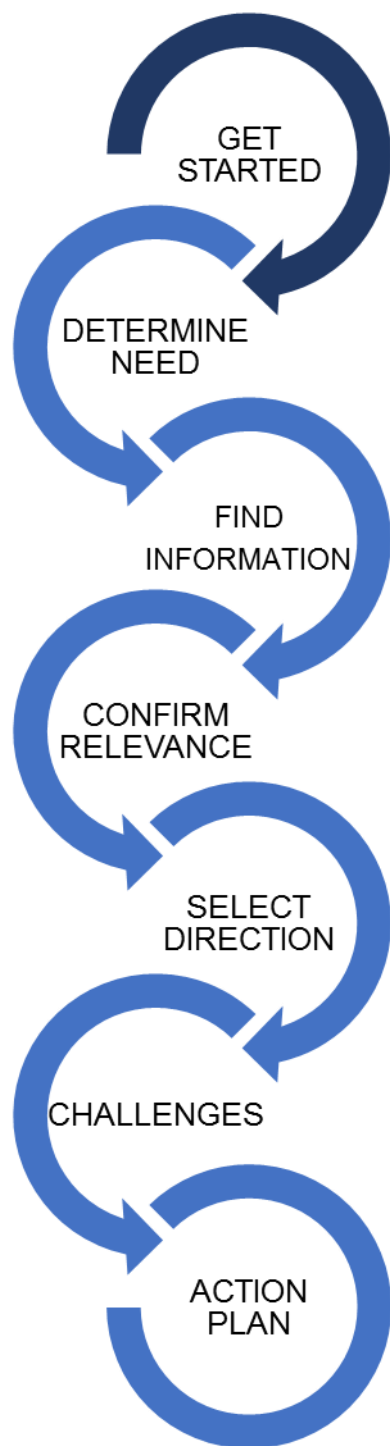 GET
STARTED
DETERMINE
NEED
FIND
INFORMATION
CONFIRM
RELEVANCE
SELECT
DIRECTION
CHALLENGES
ACTION
PLAN